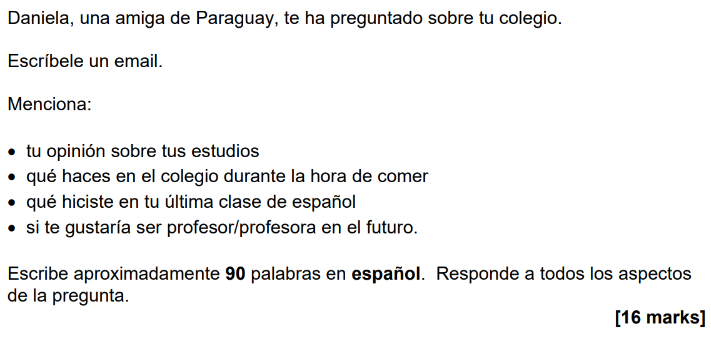 Daniela, una amiga de Paraguay, te ha preguntado sobre tu colegio.
Escríbele un email.
Menciona:
• tu opinión sobre tus estudios
• qué haces en el colegio durante la hora de comer
• qué hiciste en tu última clase de español
• si te gustaría ser profesor/profesora en el futuro.
Escribe aproximadamente 90 palabras en español. Responde a todos los aspectos
de la pregunta.
[16 marks]